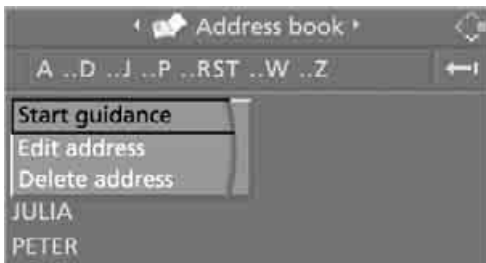 Address book
A ..D ..J ..P ..RST ..W ..Z
Start guidance
Edit address
Delete address
JULIA
PETER